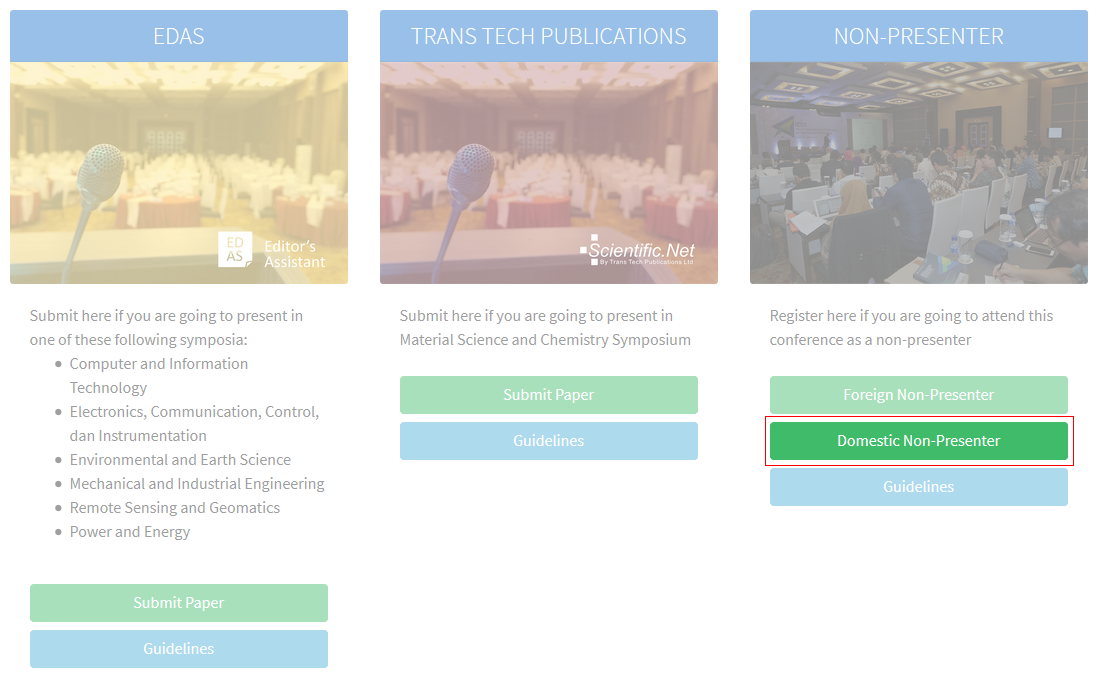 EDAS
ED
AS
Editor's
Assistant
Submit here if you are going to present in
one of these following symposia:
Computer and Information
Technology
Electronics, Communication, Control,
dan Instrumentation
Environmental and Earth Science
Mechanical and Industrial Engineering
Remote Sensing and Geomatics
Power and Energy
Submit Paper
Guidelines
TRANS TECH PUBLICATIONS
Scientific.Net
By Trans Tech Publications Ltd
Submit here if you are going to present in
Material Science and Chemistry Symposium
Submit Paper
Guidelines
NON-PRESENTER
Register here if you are going to attend this
conference as a non-presenter
Foreign Non-Presenter
Domestic Non-Presenter
Guidelines